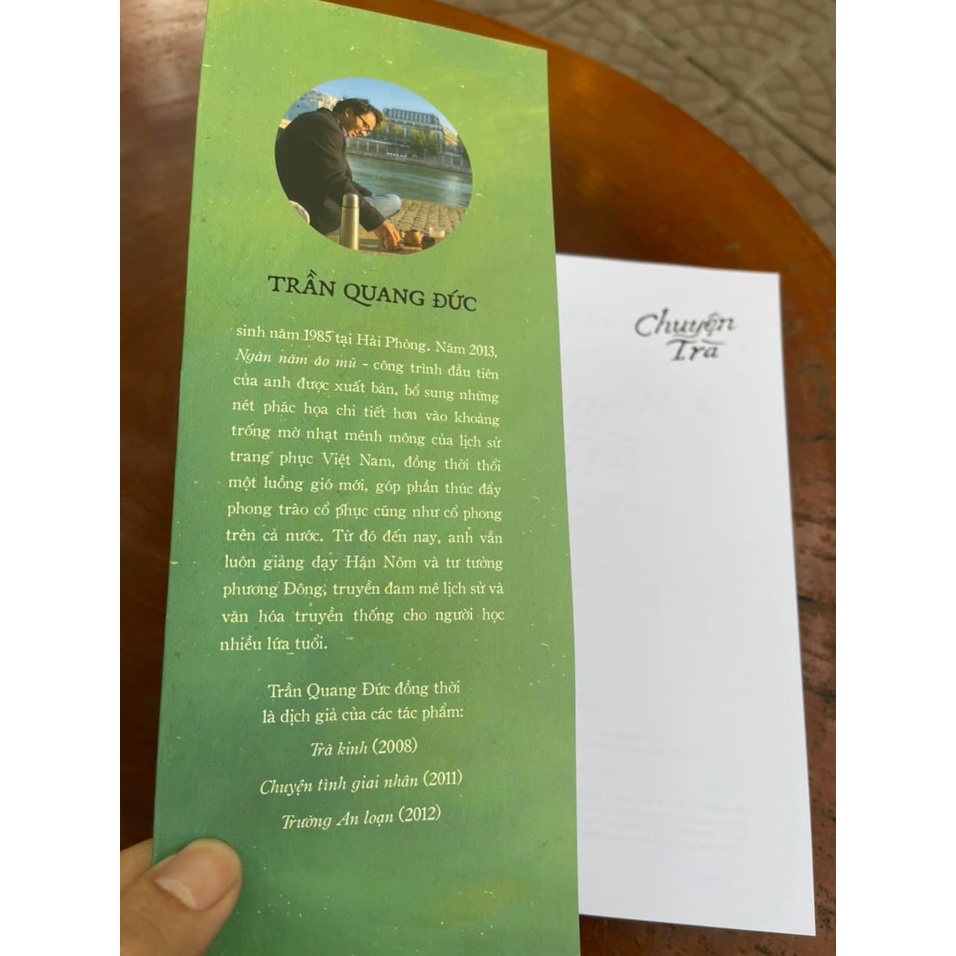 TRẦN QUANG ĐỨC
sinh năm 1985 tại Hải Phòng. Năm 2013,
Ngàn năm áo mũ - công trình đầu tiên
của anh được xuất bản, bổ sung những
nét phác họa chi tiết hơn vào khoảng
trống mờ nhạt mênh mông của lịch sử
trang phục Việt Nam, đồng thời thổi
một luồng gió mới, góp phần thúc đẩy
phong trào cổ phục cũng như cổ phong
trên cả nước. Từ đó đến nay, anh vẫn
luôn giảng dạy Hán Nôm và tư tưởng
phương Đông, truyền đam mê lịch sử và
văn hóa truyền thống cho người học
nhiều lứa tuổi.
Trần Quang Đức đồng thời
là dịch giả của các tác phẩm:
Trà kinh (2008)
Chuyện tình giai nhân (2011)
Trường An loạn (2012)
Chuyện
Trà